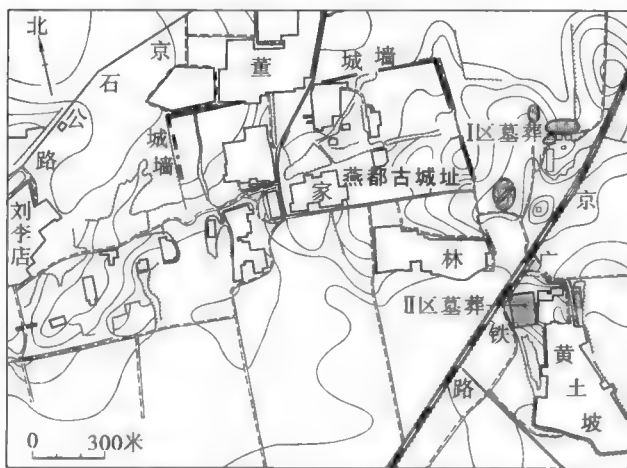 北
石京公路
董家林
城墙
城墙
燕都古城址
刘李店
I区墓葬
II区墓葬
京广铁路
黄土坡
0 300米